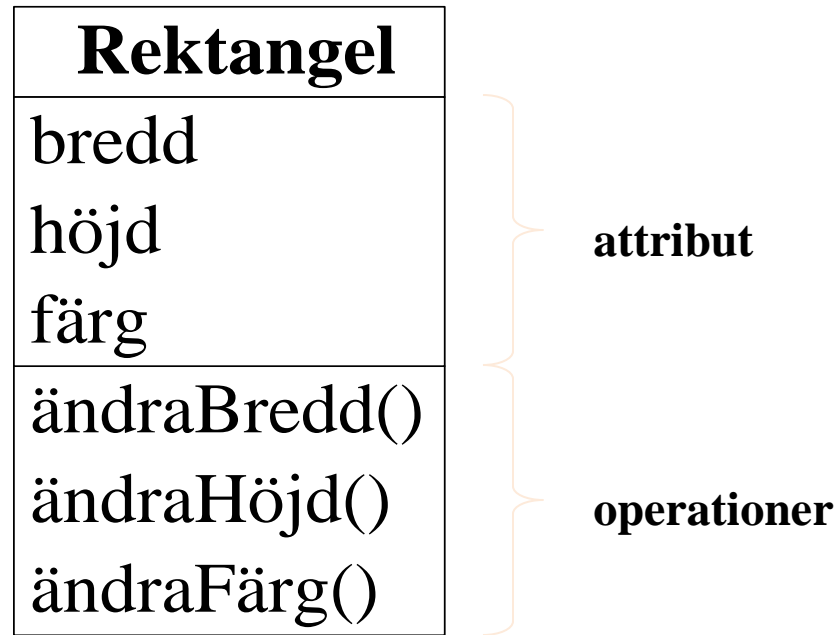 Rektangel
bredd
höjd
färg
attribut
ändraBredd()
ändraHöjd()
ändraFärg()
operationer